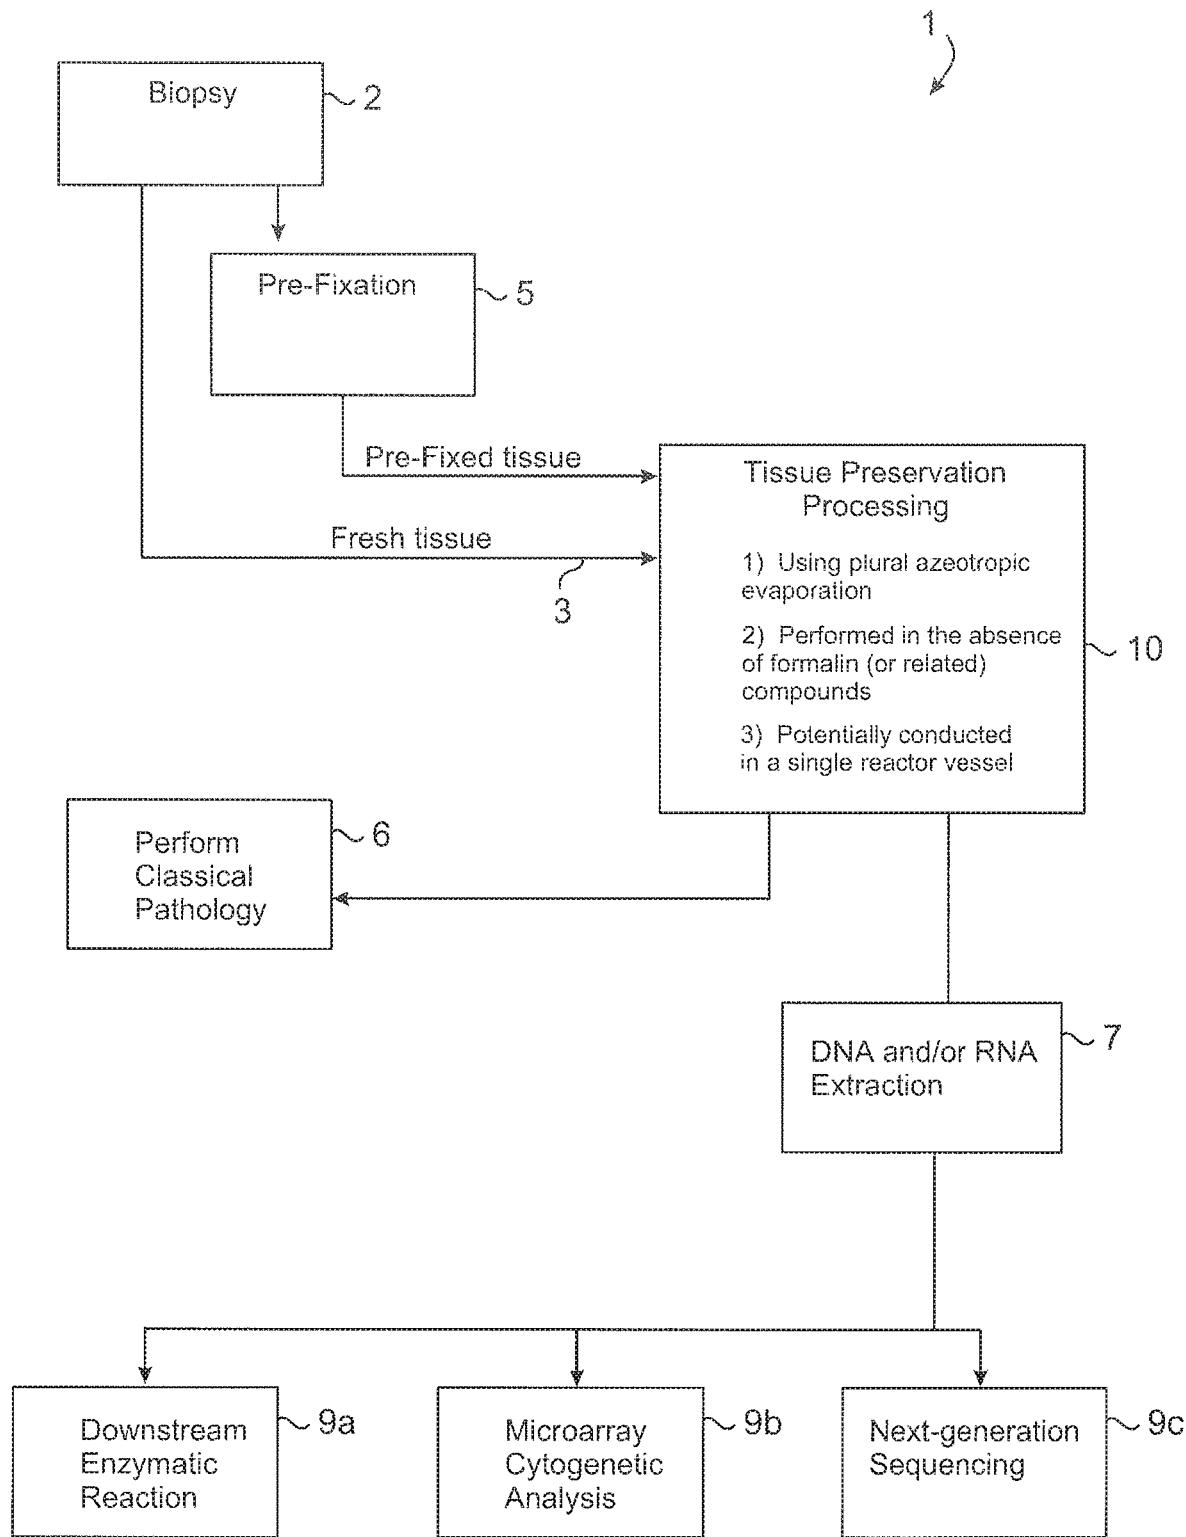 1
Biopsy
2
Pre-Fixation
5
Pre-Fixed tissue
Fresh tissue
3
Tissue Preservation
Processing
1) Using plural azeotropic
evaporation
2) Performed in the absence
of formalin (or related)
compounds
3) Potentially conducted
in a single reactor vessel
10
Perform
Classical
Pathology
6
DNA and/or RNA
Extraction
7
Downstream
Enzymatic
Reaction
9a
Microarray
Cytogenetic
Analysis
9b
Next-generation
Sequencing
9c